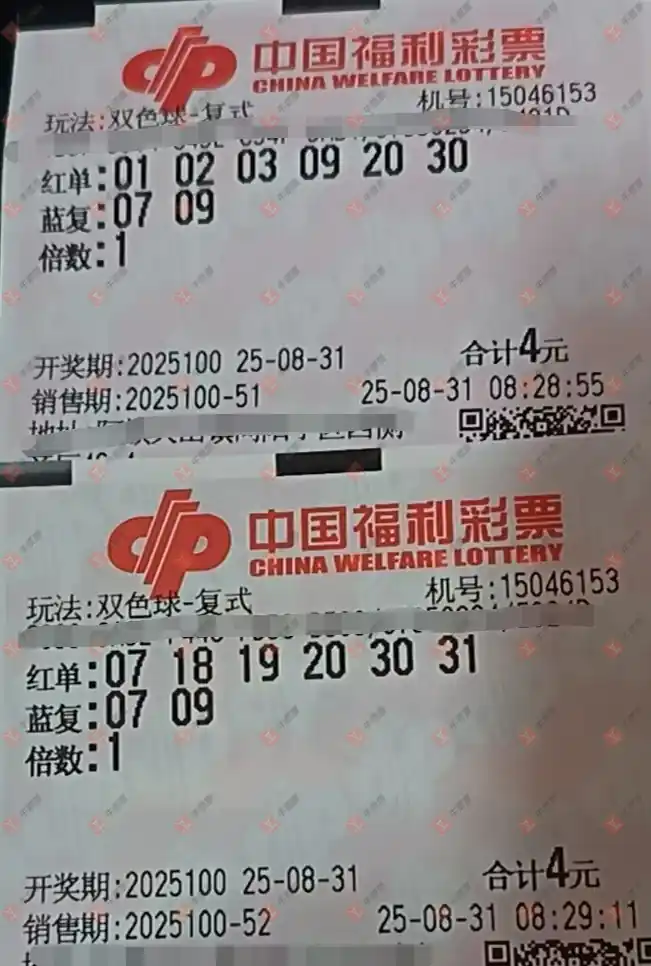 中国福利彩票
CHINA WELFARE LOTTERY
玩法:双色球-复式 机号:15046153
红单:01 02 03 09 20 30
蓝复:07 09
倍数:1
合计4元
开奖期:2025100 25-08-31
销售期:2025100-51 25-08-31 08:28:55
中国福利彩票
CHINA WELFARE LOTTERY
玩法:双色球-复式 机号:15046153
红单:07 18 19 20 30 31
蓝复:07 09
倍数:1
合计4元
开奖期:2025100 25-08-31
销售期:2025100-52 25-08-31 08:29:11